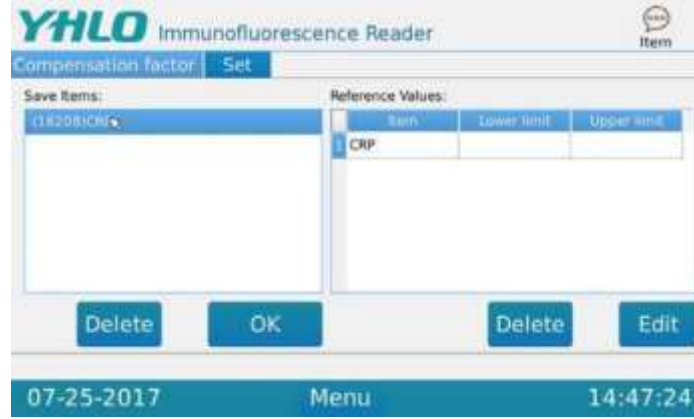 YHLO Immunofluorescence Reader
Item
Compensation factor Set
Save Items:
Reference Values:
(16208)CRP
Item Lower limit Upper limit
1 CRP
Delete OK Delete Edit
07-25-2017 Menu 14:47:24